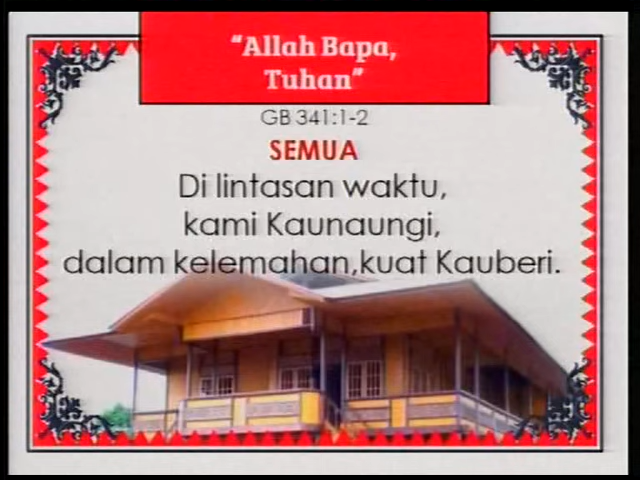 “Allah Bapa,
Tuhan”
GB 341:1-2
SEMUA
Di lintasan waktu,
kami Kaunaungi,
dalam kelemahan,kuat Kauberi.